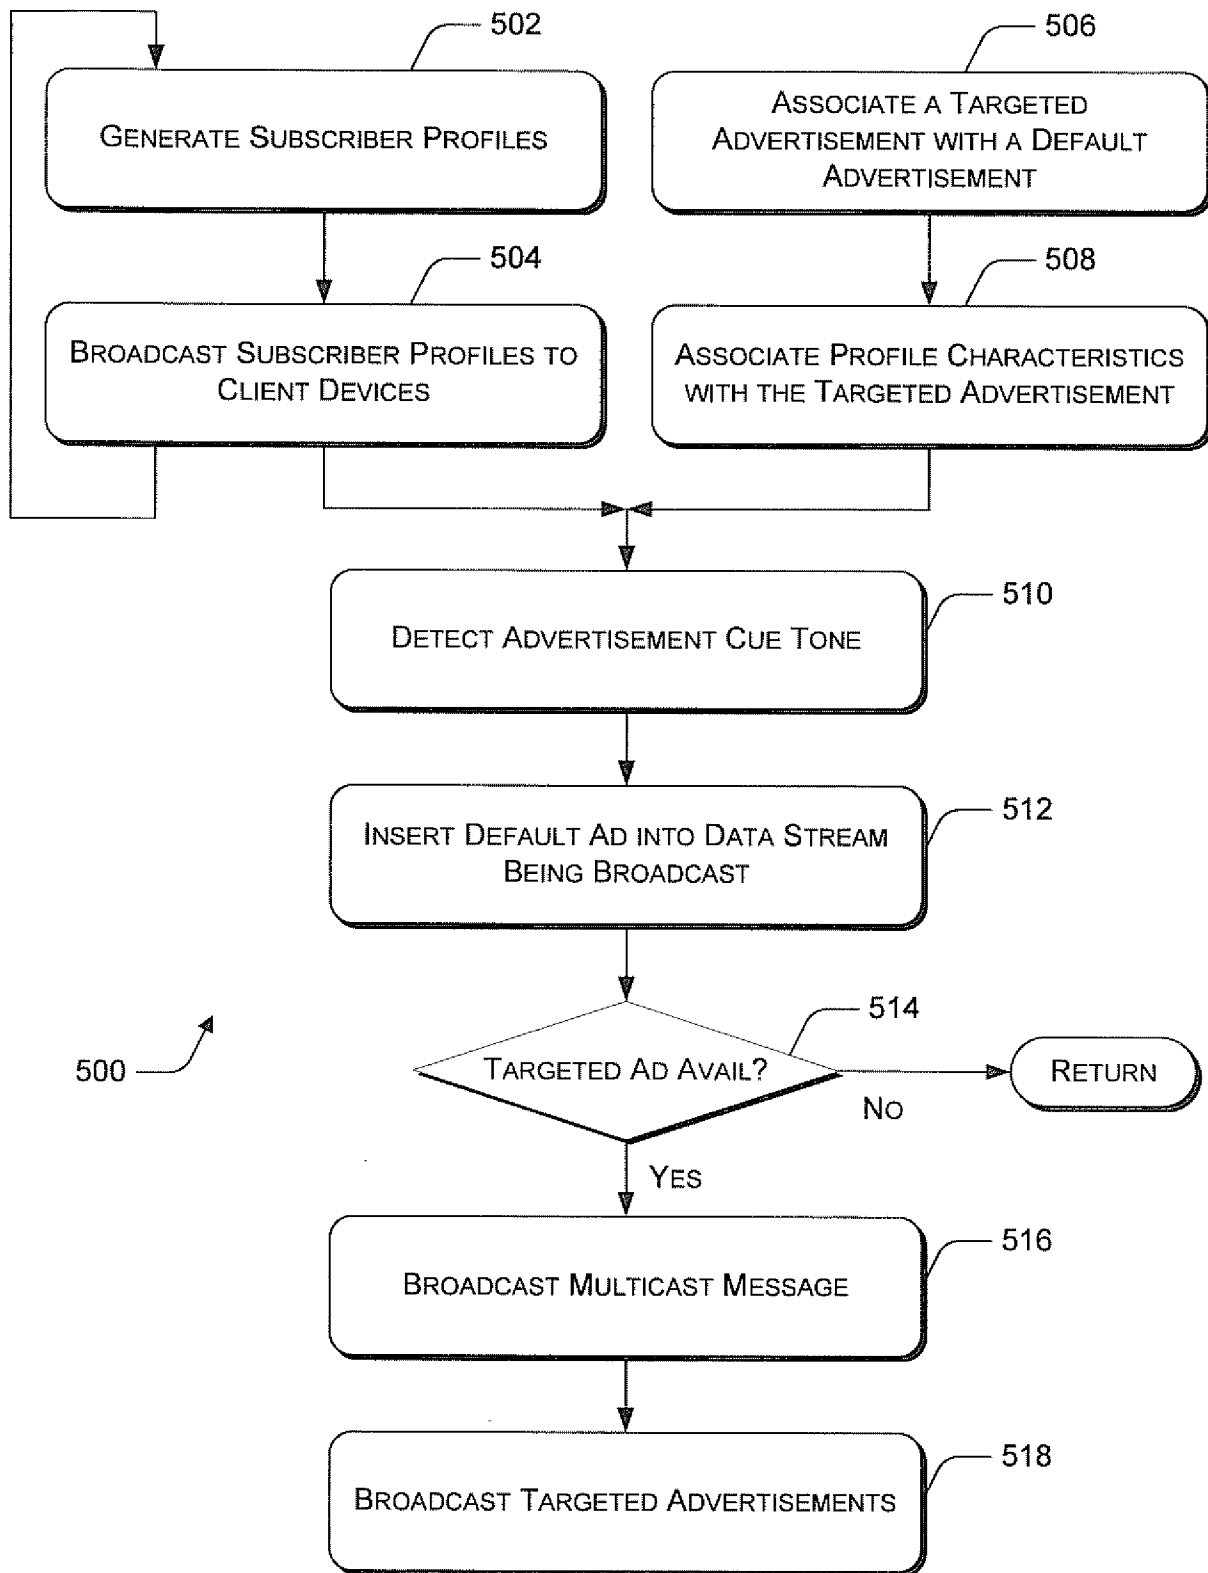 502
GENERATE SUBSCRIBER PROFILES
506
ASSOCIATE A TARGETED
ADVERTISEMENT WITH A DEFAULT
ADVERTISEMENT
504
BROADCAST SUBSCRIBER PROFILES TO
CLIENT DEVICES
508
ASSOCIATE PROFILE CHARACTERISTICS
WITH THE TARGETED ADVERTISEMENT
510
DETECT ADVERTISEMENT CUE TONE
512
INSERT DEFAULT AD INTO DATA STREAM
BEING BROADCAST
514
TARGETED AD AVAIL?
500
RETURN
NO
YES
516
BROADCAST MULTICAST MESSAGE
518
BROADCAST TARGETED ADVERTISEMENTS